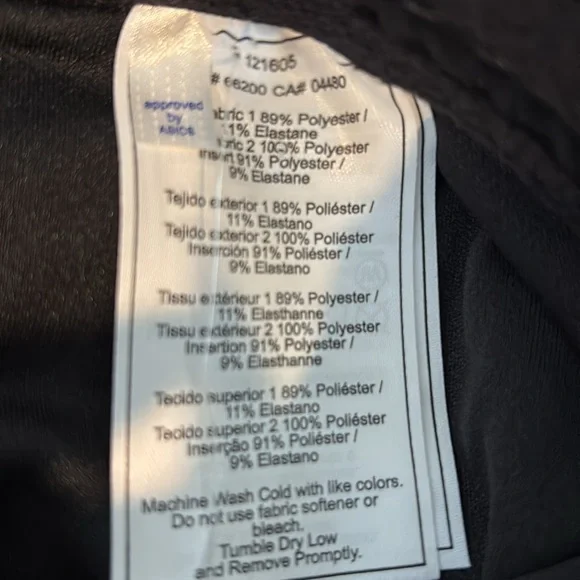 121605
# 66200 CA# 04480
approved
by
ASICS
Fabric 1 89% Polyester /
11% Elastane
Fabric 2 100% Polyester
Insert 91% Polyester /
9% Elastane
Tejido exterior 1 89% Poliéster /
11% Elastano
Tejido exterior 2 100% Poliéster
Inserción 91% Poliéster /
9% Elastano
Tissu extérieur 1 89% Polyester /
11% Elasthanne
Tissu extérieur 2 100% Polyester
Insertion 91% Polyester /
9% Elasthanne
Tecido superior 1 89% Poliéster /
11% Elastano
Tecido superior 2 100% Poliéster
Inserção 91% Poliéster /
9% Elastano
Machine Wash Cold with like colors.
Do not use fabric softener or
bleach.
Tumble Dry Low
and Remove Promptly.